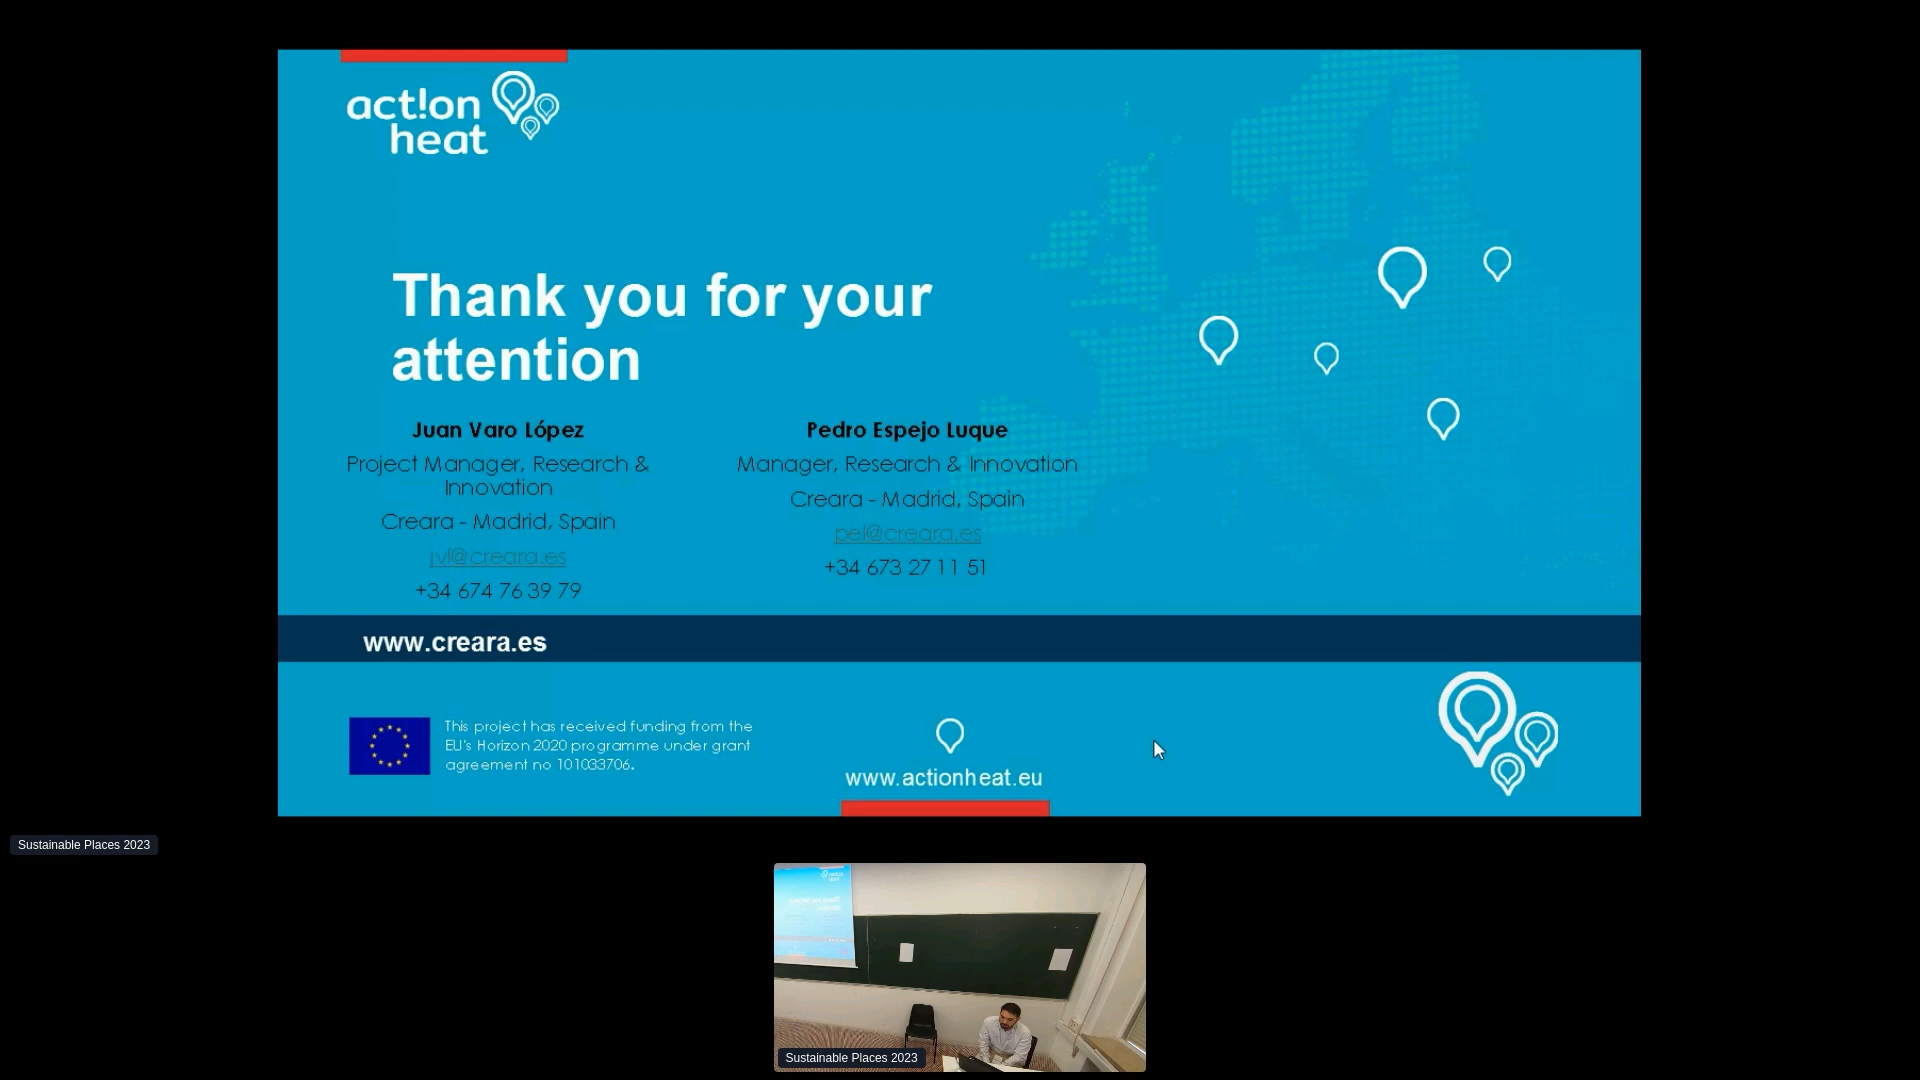 act!on
heat
Thank you for your
attention
Juan Varo López
Project Manager, Research &
Innovation
Creara - Madrid, Spain
jvl@creara.es
+34 674 76 39 79
Pedro Espejo Luque
Manager, Research & Innovation
Creara - Madrid, Spain
pel@creara.es
+34 673 27 11 51
www.creara.es
This project has received funding from the
EU's Horizon 2020 programme under grant
agreement no 101033706.
www.actionheat.eu
Sustainable Places 2023
Sustainable Places 2023